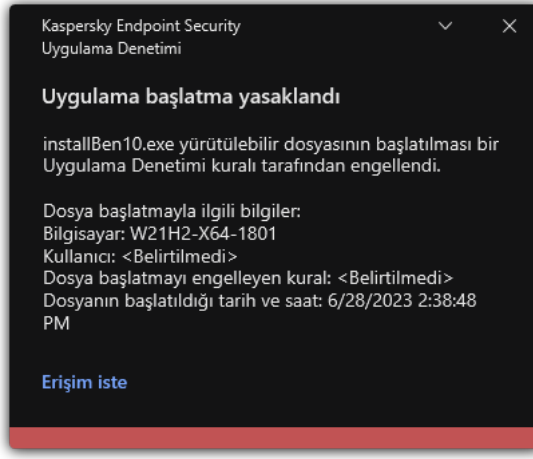 Kaspersky Endpoint Security
Uygulama Denetimi
Uygulama başlatma yasaklandı
installBen10.exe yürütülebilir dosyasının başlatılması bir
Uygulama Denetimi kuralı tarafından engellendi.
Dosya başlatmayla ilgili bilgiler:
Bilgisayar: W21H2-X64-1801
Kullanıcı: <Belirtilmedi>
Dosya başlatmayı engelleyen kural: <Belirtilmedi>
Dosyanın başlatıldığı tarih ve saat: 6/28/2023 2:38:48
PM
Erişim iste